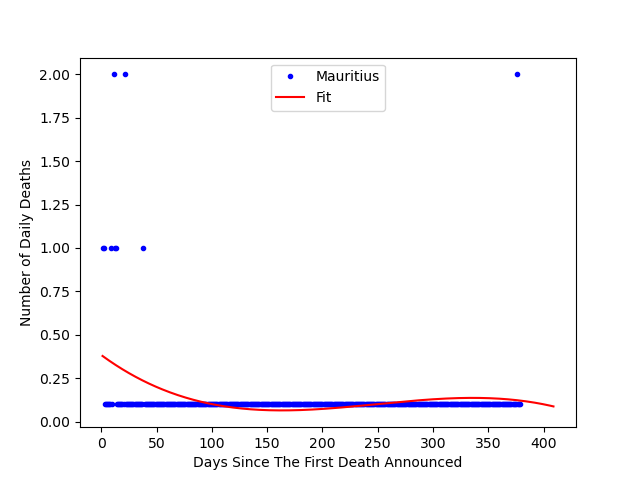 2.00
1.75
1.50
1.25
1.00
0.75
0.50
0.25
0.00
Number of Daily Deaths
Mauritius
Fit
0 50 100 150 200 250 300 350 400
Days Since The First Death Announced